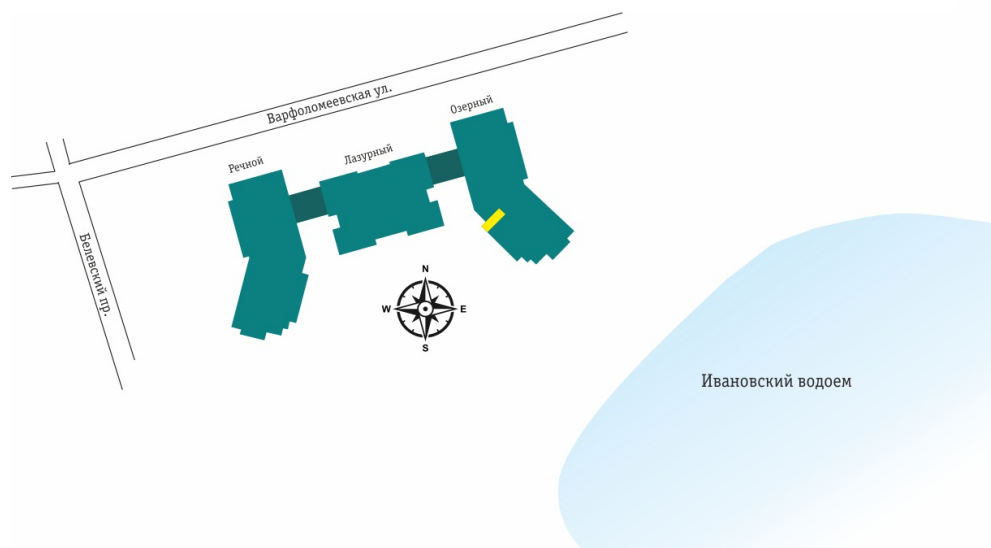 Варфоломеевская ул.
Озерный
Лазурный
Речной
Белевский пр.
N
W
E
S
Ивановский водоем